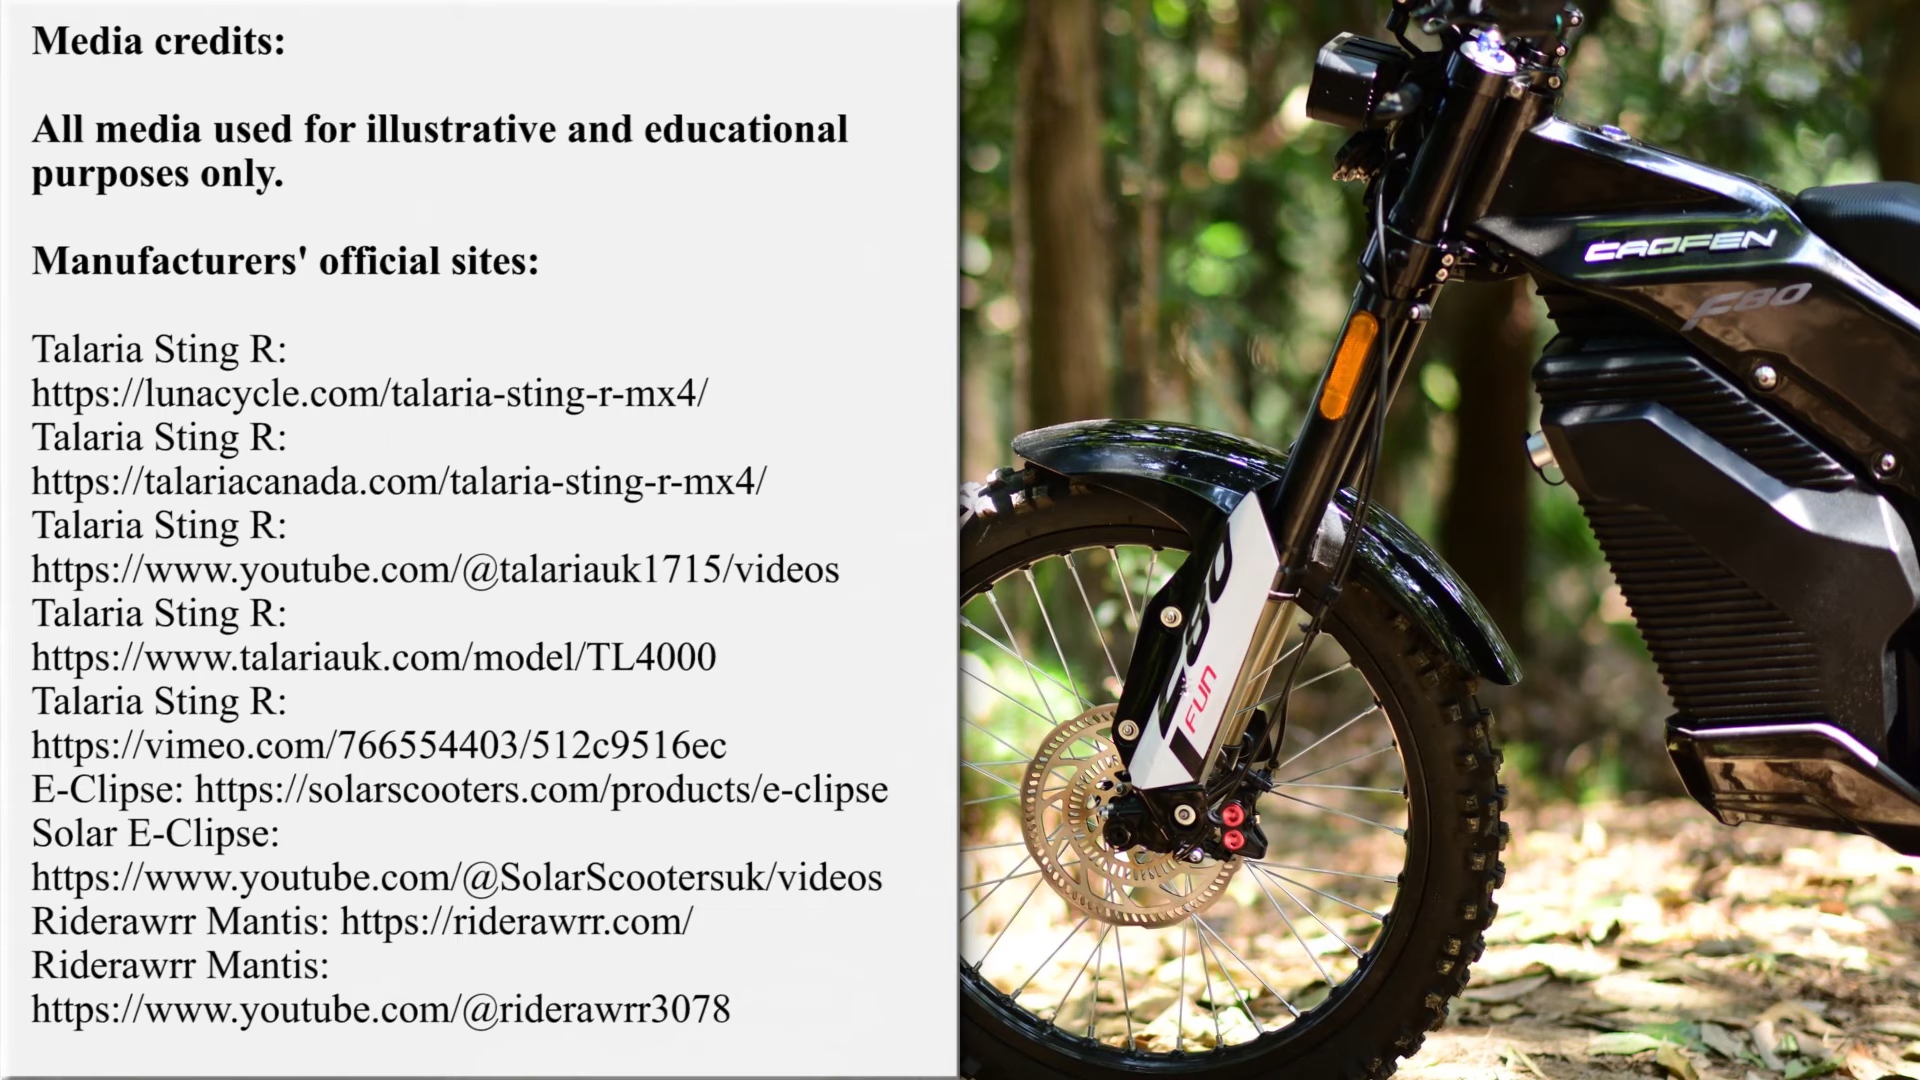 Media credits:
All media used for illustrative and educational
purposes only.
Manufacturers' official sites:
Talaria Sting R:
https://lunacycle.com/talaria-sting-r-mx4/
Talaria Sting R:
https://talariacanada.com/talaria-sting-r-mx4/
Talaria Sting R:
https://www.youtube.com/@talariauk1715/videos
Talaria Sting R:
https://www.talariauk.com/model/TL4000
Talaria Sting R:
https://vimeo.com/766554403/512c9516ec
E-Clipse: https://solarscooters.com/products/e-clipse
Solar E-Clipse:
https://www.youtube.com/@SolarScootersuk/videos
Riderawrr Mantis: https://riderawrr.com/
Riderawrr Mantis:
https://www.youtube.com/@riderawrr3078
CAOFEN
F80
FUN